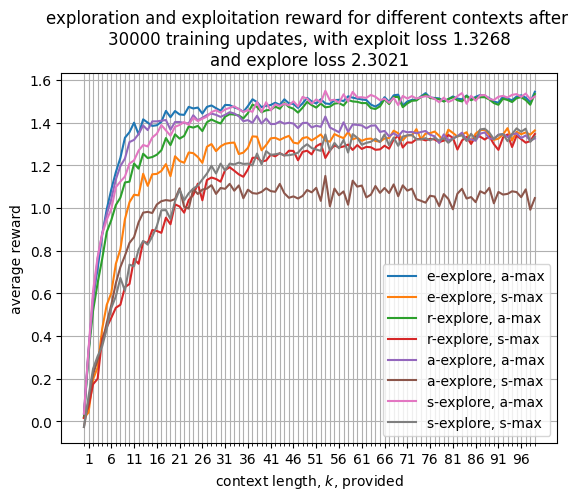 exploration and exploitation reward for different contexts after
30000 training updates, with exploit loss 1.3268
and explore loss 2.3021
1.6
1.4
1.2
1.0
0.8
0.6
0.4
0.2
0.0
average reward
e-explore, a-max
e-explore, s-max
r-explore, a-max
r-explore, s-max
a-explore, a-max
a-explore, s-max
s-explore, a-max
s-explore, s-max
1 6 11 16 21 26 31 36 41 46 51 56 61 66 71 76 81 86 91 96
context length, k, provided